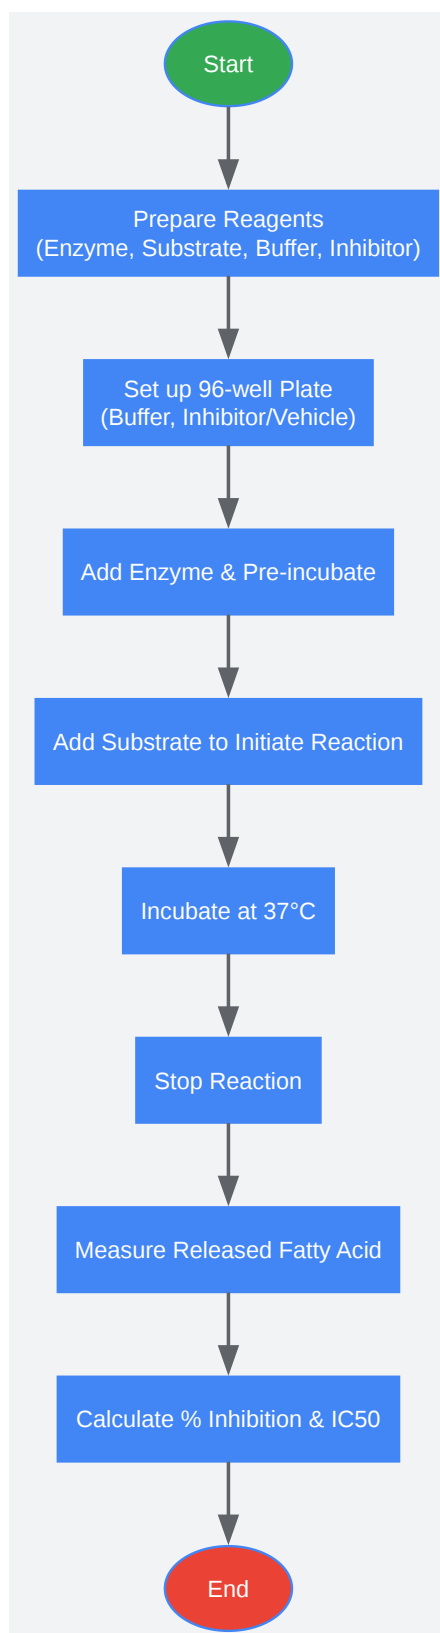 Start
Prepare Reagents
(Enzyme, Substrate, Buffer, Inhibitor)
Set up 96-well Plate
(Buffer, Inhibitor/Vehicle)
Add Enzyme & Pre-incubate
Add Substrate to Initiate Reaction
Incubate at 37°C
Stop Reaction
Measure Released Fatty Acid
Calculate % Inhibition & IC50
End